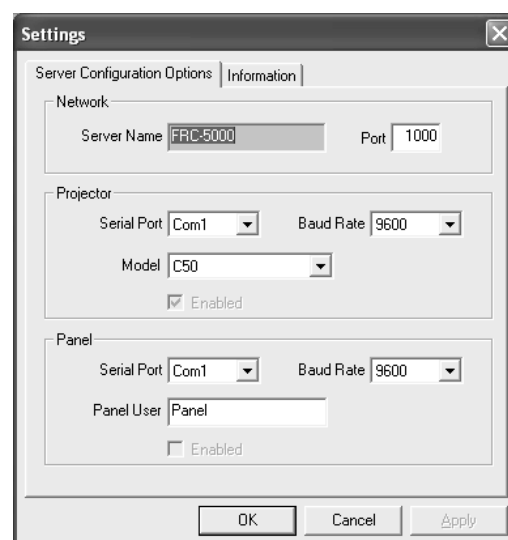 Settings
Server Configuration Options Information
Network
Server Name FRC-5000 Port 1000
Projector
Serial Port Com1 Baud Rate 9600
Model C50
Enabled
Panel
Serial Port Com1 Baud Rate 9600
Panel User Panel
Enabled
OK Cancel Apply